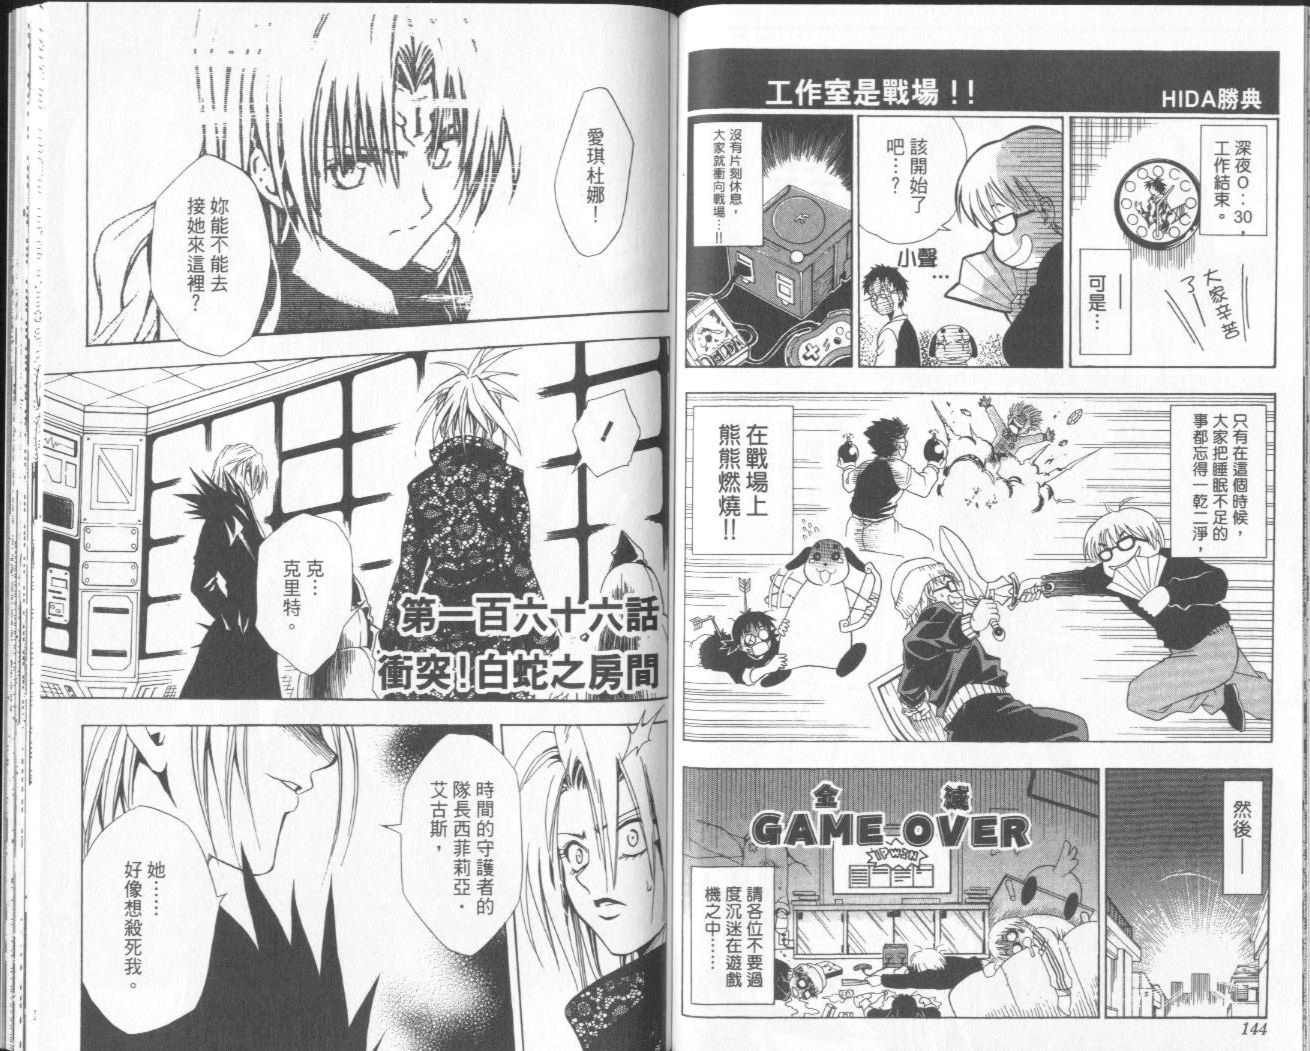 工作室是戰場!!
HIDA勝典
深夜0:30,
工作結束。
大家辛苦
了
可是…
該開始了
吧…?
小聲
…
沒有片刻休息,
大家就衝向戰場…!!
只有在這個時候,
大家把睡眠不足的
事都忘得一乾二淨,
在戰場上
熊熊燃燒!!
然後——
全滅
GAME OVER
請各位不要過
度沉迷在遊戲
機之中……
144
愛琪杜娜!
妳能不能去
接她來這裡?
!
克…
克里特。
第一百六十六話
衝突!白蛇之房間
時間的守護者的
隊長西菲莉亞·
艾古斯,
她……
好像想殺死我。